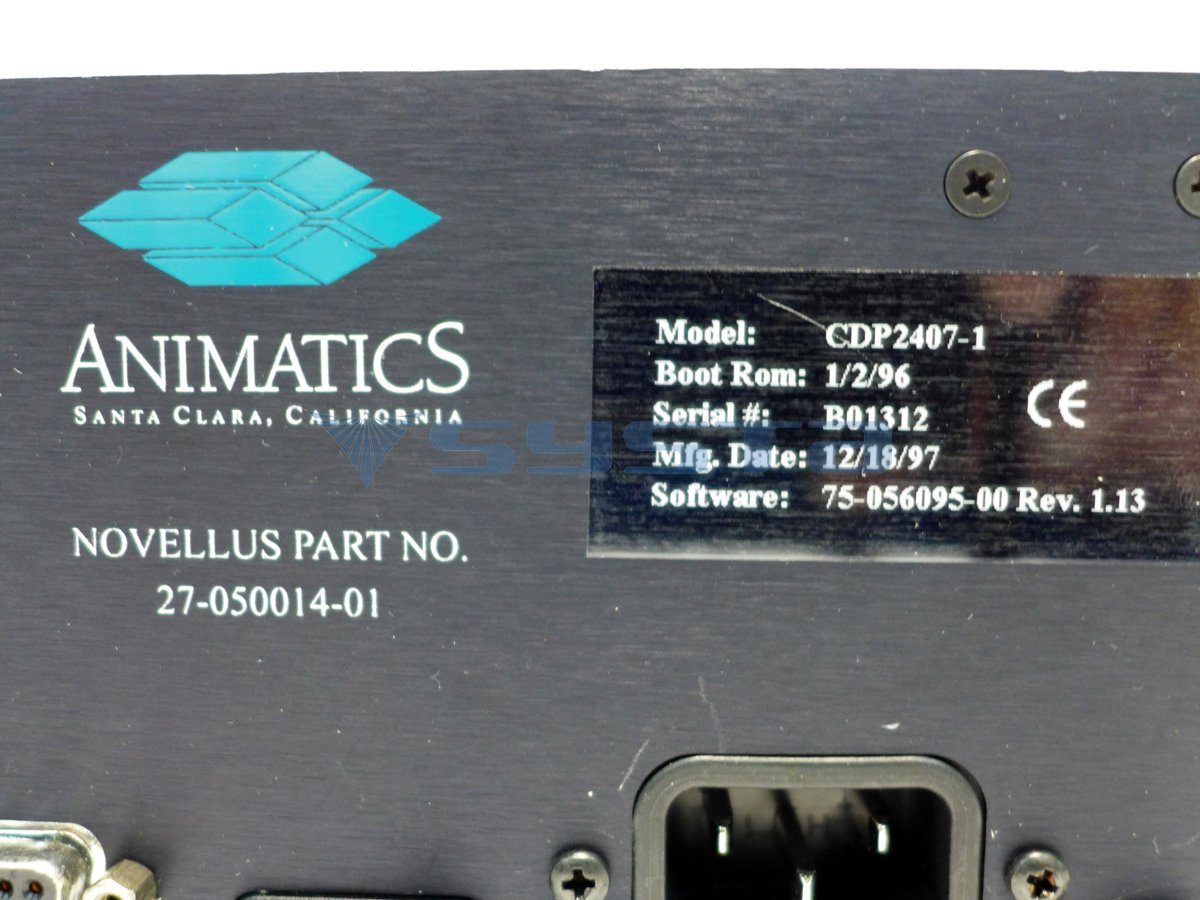 ANIMATICS
SANTA CLARA, CALIFORNIA
NOVELLUS PART NO.
27-050014-01
Model: CDP2407-1
Boot Rom: 1/2/96
Serial #: B01312
Mfg. Date: 12/18/97
Software: 75-056095-00 Rev. 1.13
CE
systa